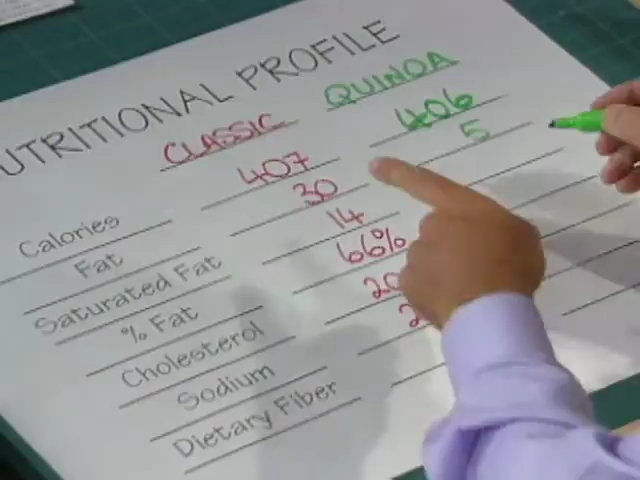 UTRITIONAL PROFILE
CLASSIC QUINOA
Calories 407 406
Fat 30 5
Saturated Fat 14
% Fat 66%
Cholesterol 20
Sodium 2
Dietary Fiber